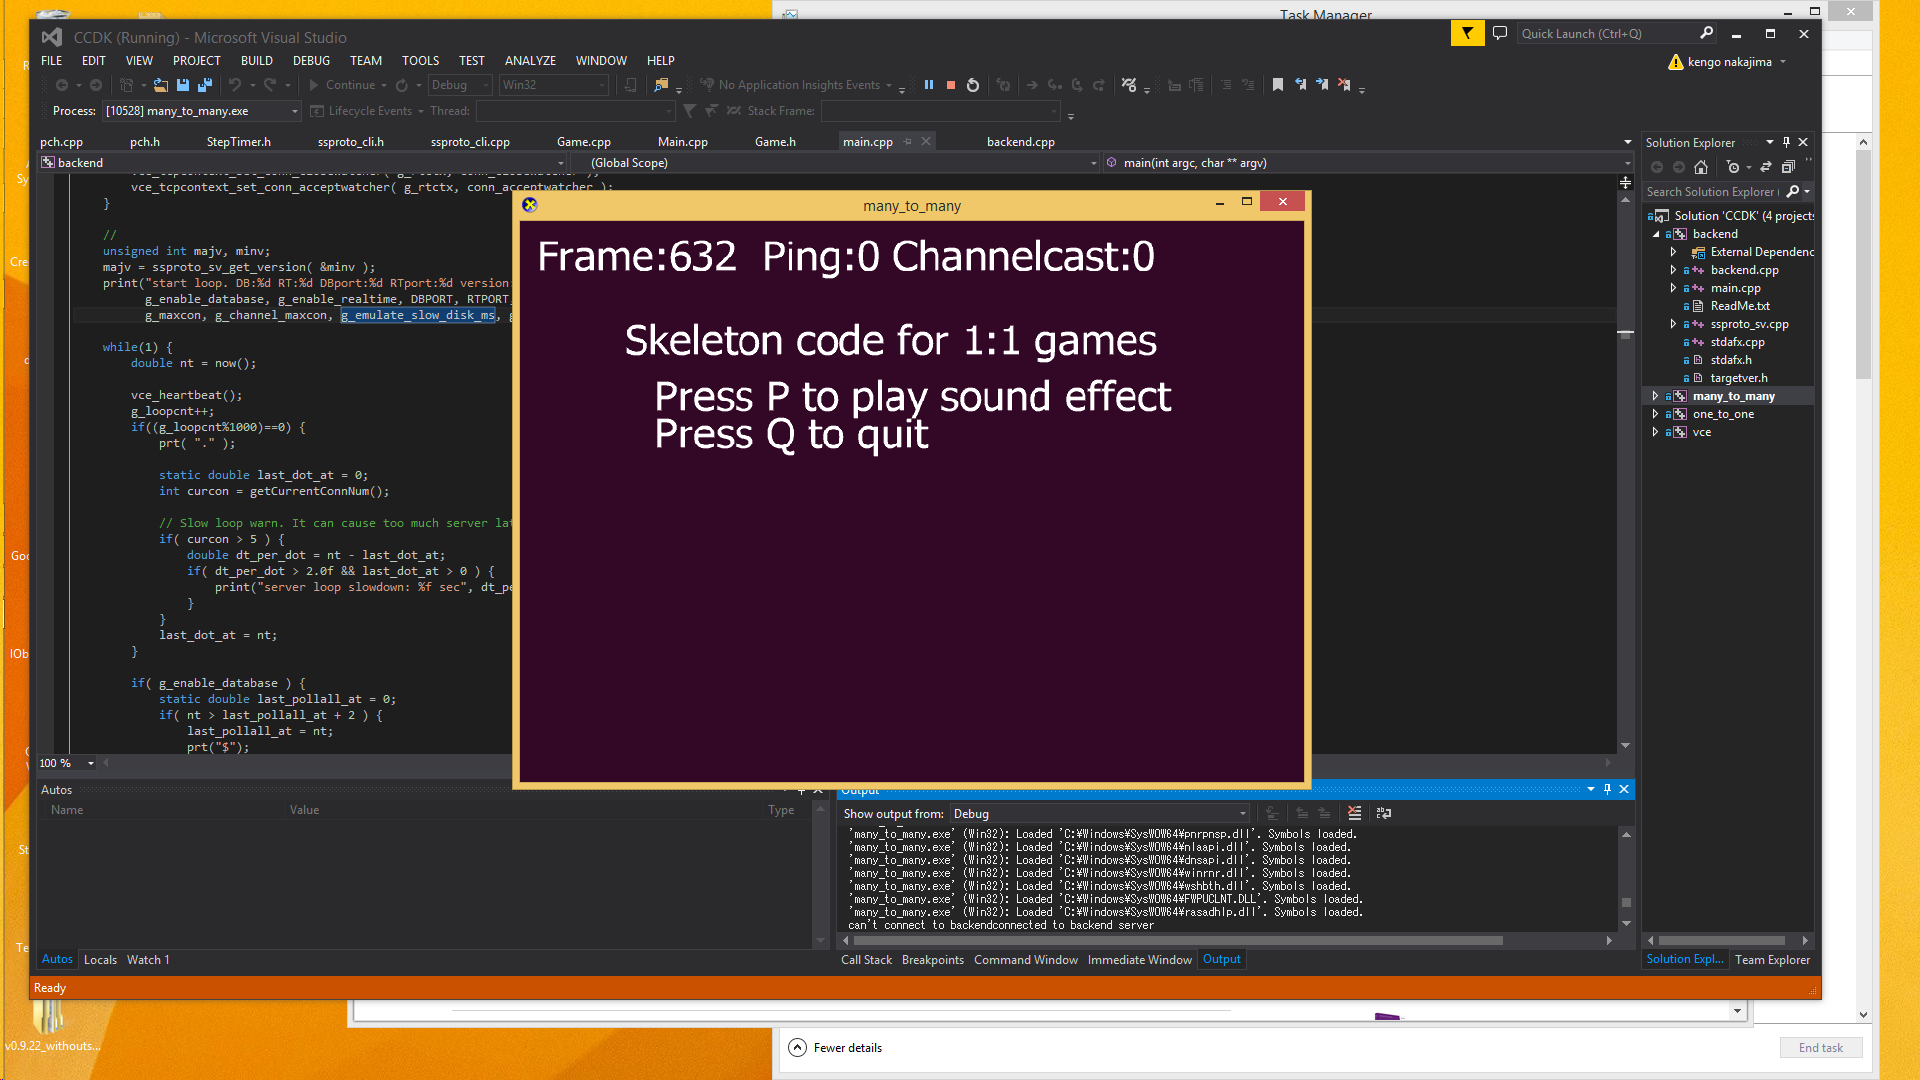 Task Manager
CCDK (Running) - Microsoft Visual Studio
Quick Launch (Ctrl+Q)
FILE EDIT VIEW PROJECT BUILD DEBUG TEAM TOOLS TEST ANALYZE WINDOW HELP
kengo nakajima
Continue Debug Win32 No Application Insights Events
Process: [10528] many_to_many.exe Lifecycle Events Thread: Stack Frame:
pch.cpp pch.h StepTimer.h ssproto_cli.h ssproto_cli.cpp Game.cpp Main.cpp Game.h main.cpp backend.cpp
backend (Global Scope) main(int argc, char ** argv)
vce_tcpcontext_set_conn_acceptwatcher( g_rtctx, conn_acceptwatcher );
}
//
unsigned int majv, minv;
majv = ssproto_sv_get_version( &minv );
print("start loop. DB:%d RT:%d DBport:%d RTport:%d version:
g_enable_database, g_enable_realtime, DBPORT, RTPORT,
g_maxcon, g_channel_maxcon, g_emulate_slow_disk_ms, g
while(1) {
double nt = now();
vce_heartbeat();
g_loopcnt++;
if((g_loopcnt%1000)==0) {
prt( "." );
static double last_dot_at = 0;
int curcon = getCurrentConnNum();
// Slow loop warn. It can cause too much server lat
if( curcon > 5 ) {
double dt_per_dot = nt - last_dot_at;
if( dt_per_dot > 2.0f && last_dot_at > 0 ) {
print("server loop slowdown: %f sec", dt_pe
}
}
last_dot_at = nt;
}
if( g_enable_database ) {
static double last_pollall_at = 0;
if( nt > last_pollall_at + 2 ) {
last_pollall_at = nt;
prt("$");
100 %
many_to_many
Frame:632 Ping:0 Channelcast:0
Skeleton code for 1:1 games
Press P to play sound effect
Press Q to quit
Solution Explorer
Search Solution Explorer (
Solution 'CCDK' (4 projects
backend
External Dependenc
backend.cpp
main.cpp
ReadMe.txt
ssproto_sv.cpp
stdafx.cpp
stdafx.h
targetver.h
many_to_many
one_to_one
vce
Autos
Name Value Type
Autos Locals Watch 1
Output
Show output from: Debug
'many_to_many.exe' (Win32): Loaded 'C:¥Windows¥SysWOW64¥pnrpnsp.dll'. Symbols loaded.
'many_to_many.exe' (Win32): Loaded 'C:¥Windows¥SysWOW64¥nlaapi.dll'. Symbols loaded.
'many_to_many.exe' (Win32): Loaded 'C:¥Windows¥SysWOW64¥dnsapi.dll'. Symbols loaded.
'many_to_many.exe' (Win32): Loaded 'C:¥Windows¥SysWOW64¥winrnr.dll'. Symbols loaded.
'many_to_many.exe' (Win32): Loaded 'C:¥Windows¥SysWOW64¥wshbth.dll'. Symbols loaded.
'many_to_many.exe' (Win32): Loaded 'C:¥Windows¥SysWOW64¥FWPUCLNT.DLL'. Symbols loaded.
'many_to_many.exe' (Win32): Loaded 'C:¥Windows¥SysWOW64¥rasadhlp.dll'. Symbols loaded.
can't connect to backendconnected to backend server
Call Stack Breakpoints Command Window Immediate Window Output
Solution Expl... Team Explorer
Ready
v0.9.22_withouts...
Fewer details
End task